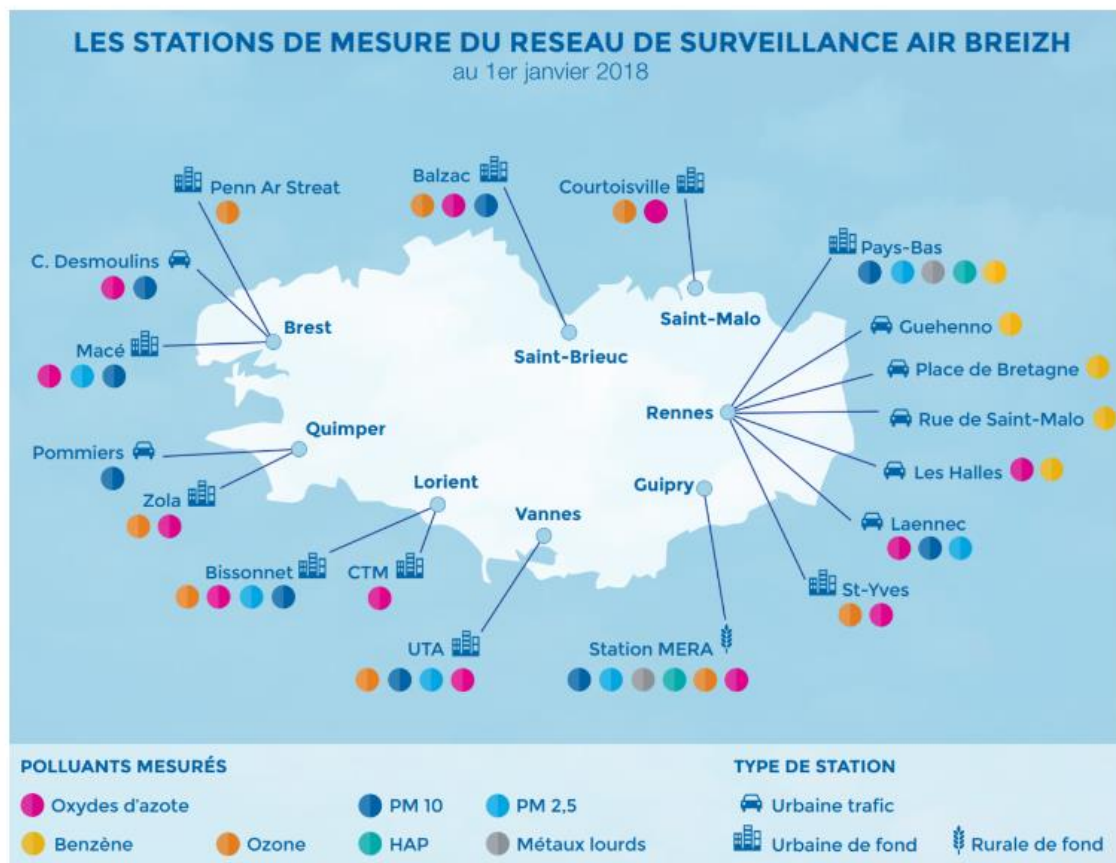 LES STATIONS DE MESURE DU RESEAU DE SURVEILLANCE AIR BREIZH
au 1er janvier 2018
Penn Ar Streat
Balzac
Courtoisville
C. Desmoulins
Pays-Bas
Macé
Brest
Saint-Brieuc
Saint-Malo
Guehenno
Place de Bretagne
Rennes
Rue de Saint-Malo
Pommiers
Quimper
Zola
Lorient
Vannes
Guipry
Les Halles
Laennec
Bissonnet
CTM
St-Yves
UTA
Station MERA
POLLUANTS MESURÉS
Oxydes d'azote
PM 10
PM 2,5
Benzène
Ozone
HAP
Métaux lourds
TYPE DE STATION
Urbaine trafic
Urbaine de fond
Rurale de fond